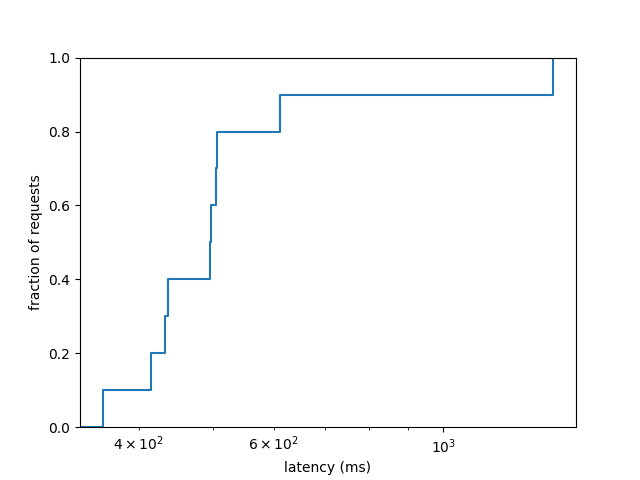 1.0
0.8
0.6
0.4
0.2
0.0
fraction of requests
4 × 10²
6 × 10²
10³
latency (ms)